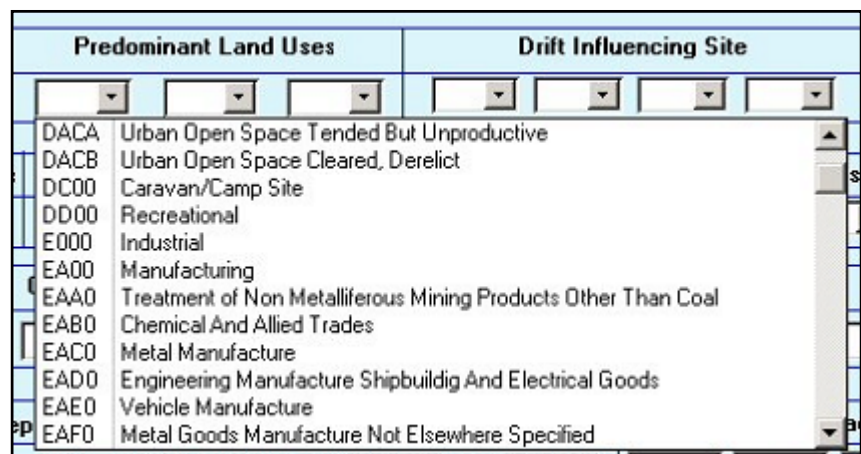 Predominant Land Uses Drift Influencing Site
DACA Urban Open Space Tended But Unproductive
DACB Urban Open Space Cleared, Derelict
DC00 Caravan/Camp Site
DD00 Recreational
E000 Industrial
EA00 Manufacturing
EAA0 Treatment of Non Metalliferous Mining Products Other Than Coal
EAB0 Chemical And Allied Trades
EAC0 Metal Manufacture
EAD0 Engineering Manufacture Shipbuildig And Electrical Goods
EAE0 Vehicle Manufacture
EAF0 Metal Goods Manufacture Not Elsewhere Specified